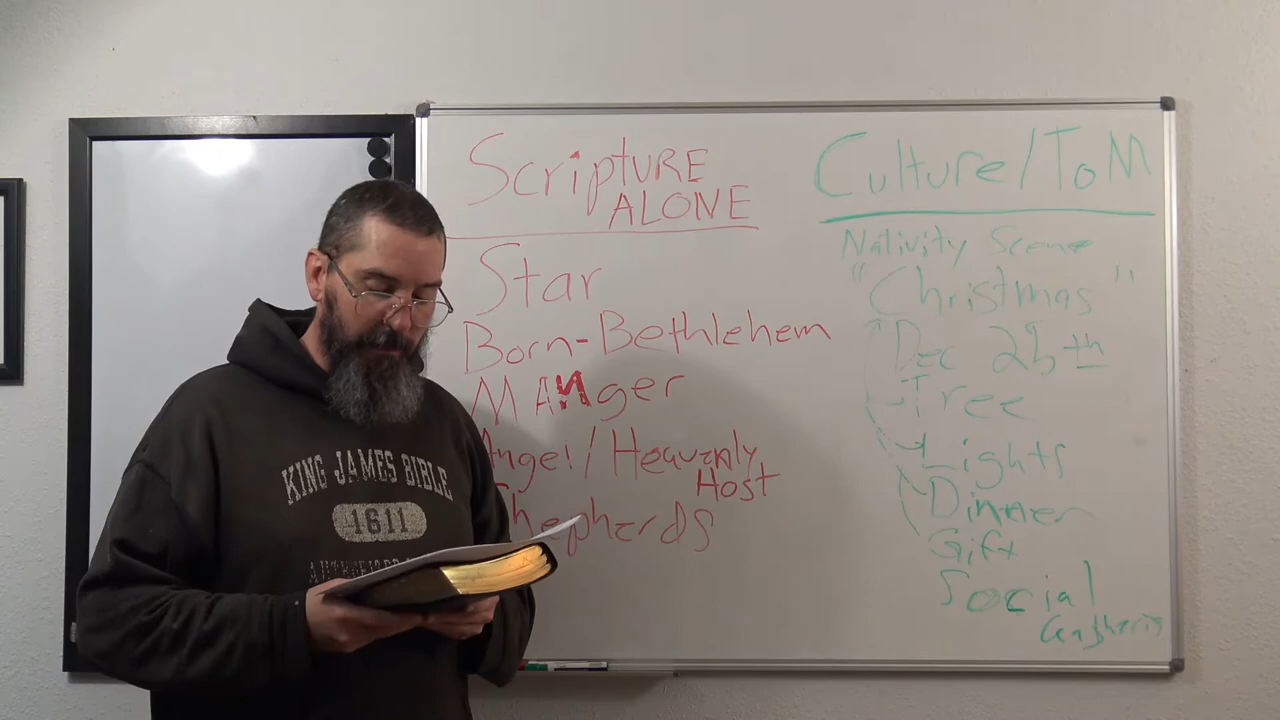 Scripture
ALONE
Star
Born-Bethlehem
MAnger
Angel/Heavenly
Host
Shepherds
Culture/ToM
Nativity Scene
"Christmas"
Dec 25th
Tree
Lights
Dinner
Gift
Social
KING JAMES BIBLE
1611